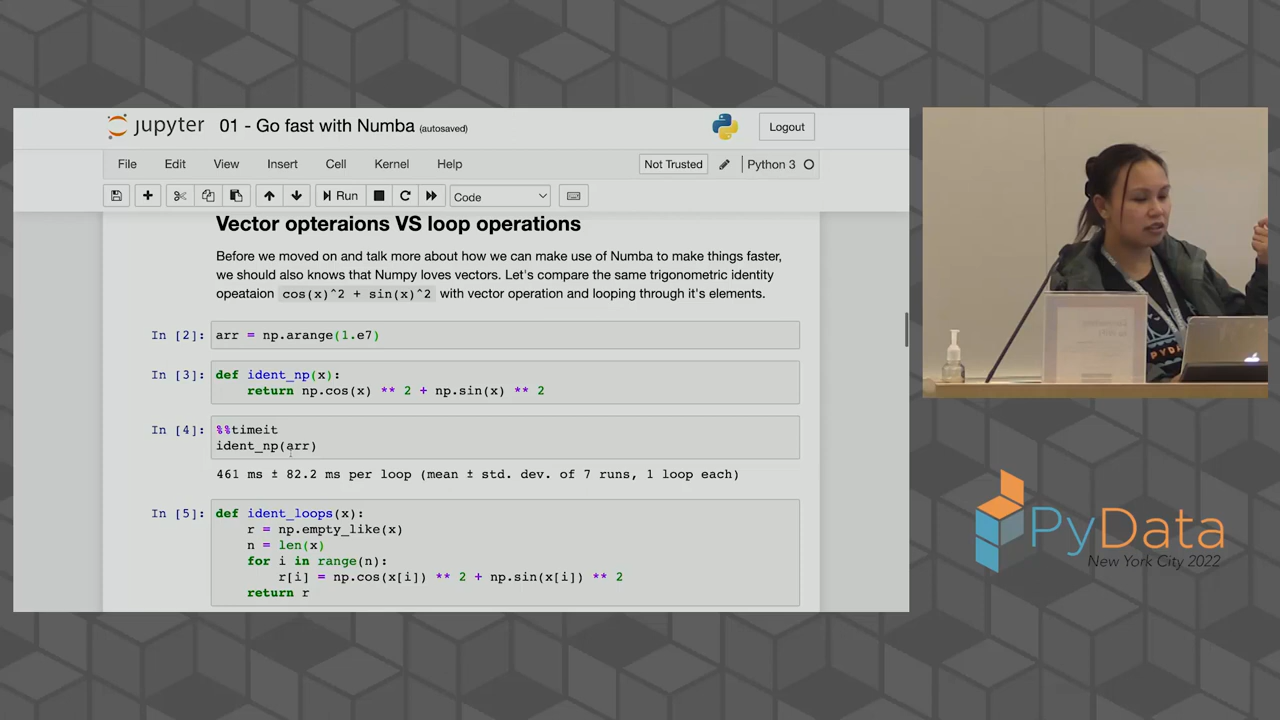 jupyter 01 - Go fast with Numba (autosaved) Logout
File Edit View Insert Cell Kernel Help Not Trusted Python 3
Run Code
Vector opteraions VS loop operations
Before we moved on and talk more about how we can make use of Numba to make things faster,
we should also knows that Numpy loves vectors. Let's compare the same trigonometric identity
opeataion cos(x)^2 + sin(x)^2 with vector operation and looping through it's elements.
In [2]: arr = np.arange(1.e7)
In [3]: def ident_np(x):
return np.cos(x) ** 2 + np.sin(x) ** 2
In [4]: %%timeit
ident_np(arr)
461 ms ± 82.2 ms per loop (mean ± std. dev. of 7 runs, 1 loop each)
In [5]: def ident_loops(x):
r = np.empty_like(x)
n = len(x)
for i in range(n):
r[i] = np.cos(x[i]) ** 2 + np.sin(x[i]) ** 2
return r
PyData
New York City 2022